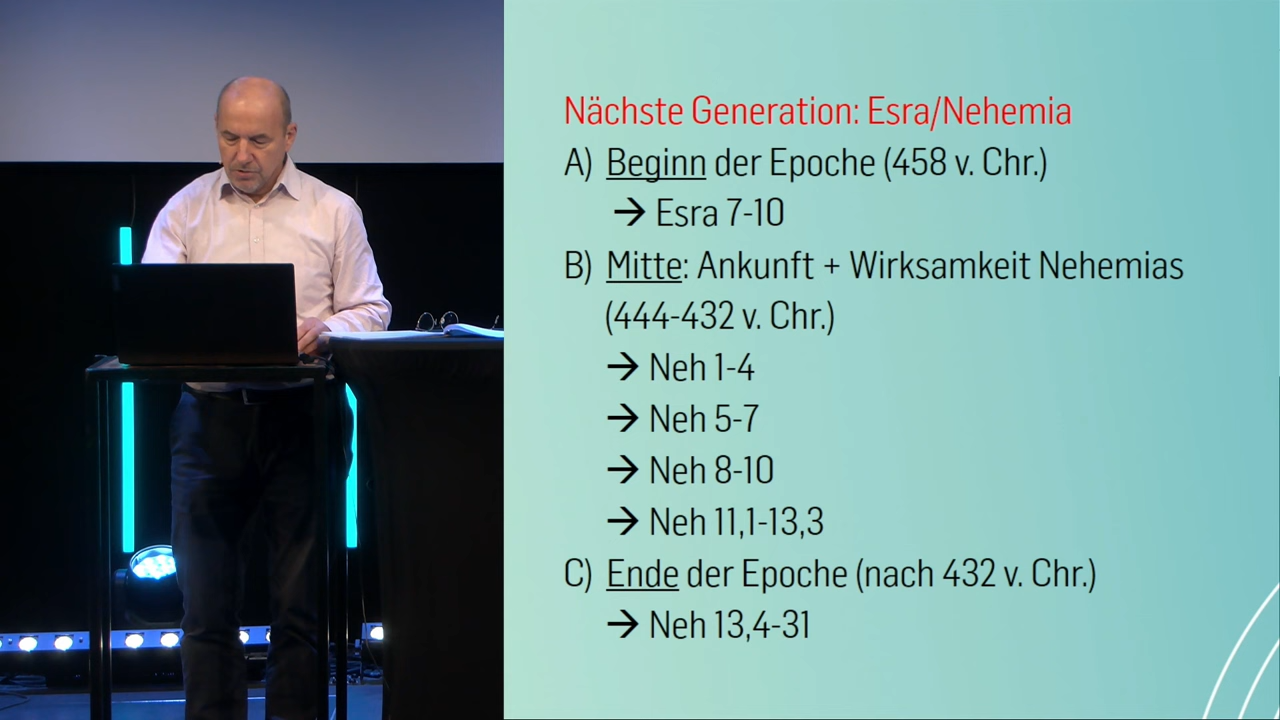 Nächste Generation: Esra/Nehemia
A) Beginn der Epoche (458 v. Chr.)
→ Esra 7-10
B) Mitte: Ankunft + Wirksamkeit Nehemias
(444-432 v. Chr.)
→ Neh 1-4
→ Neh 5-7
→ Neh 8-10
→ Neh 11,1-13,3
C) Ende der Epoche (nach 432 v. Chr.)
→ Neh 13,4-31